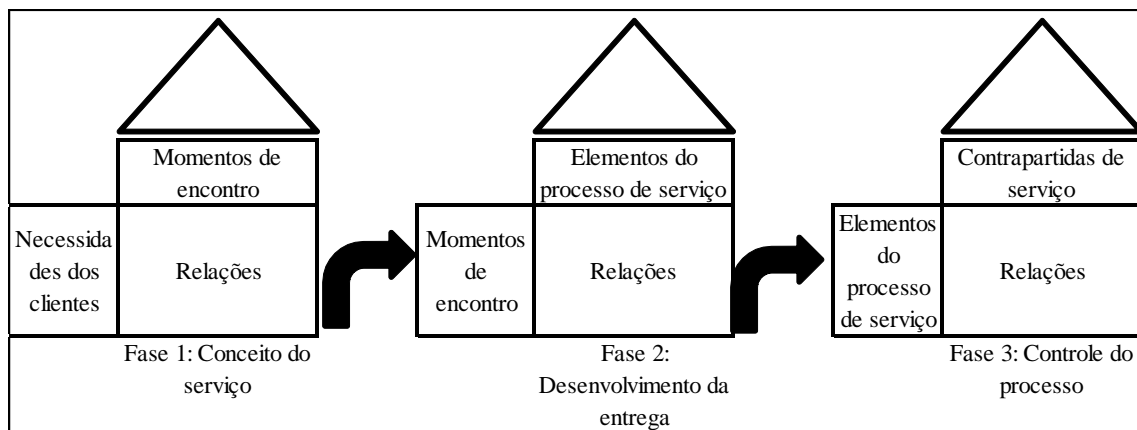 Momentos de
encontro
Necessida
des dos
clientes
Relações
Fase 1: Conceito do
serviço
Elementos do
processo de serviço
Momentos
de
encontro
Relações
Fase 2:
Desenvolvimento da
entrega
Contrapartidas de
serviço
Elementos
do
processo
de serviço
Relações
Fase 3: Controle do
processo